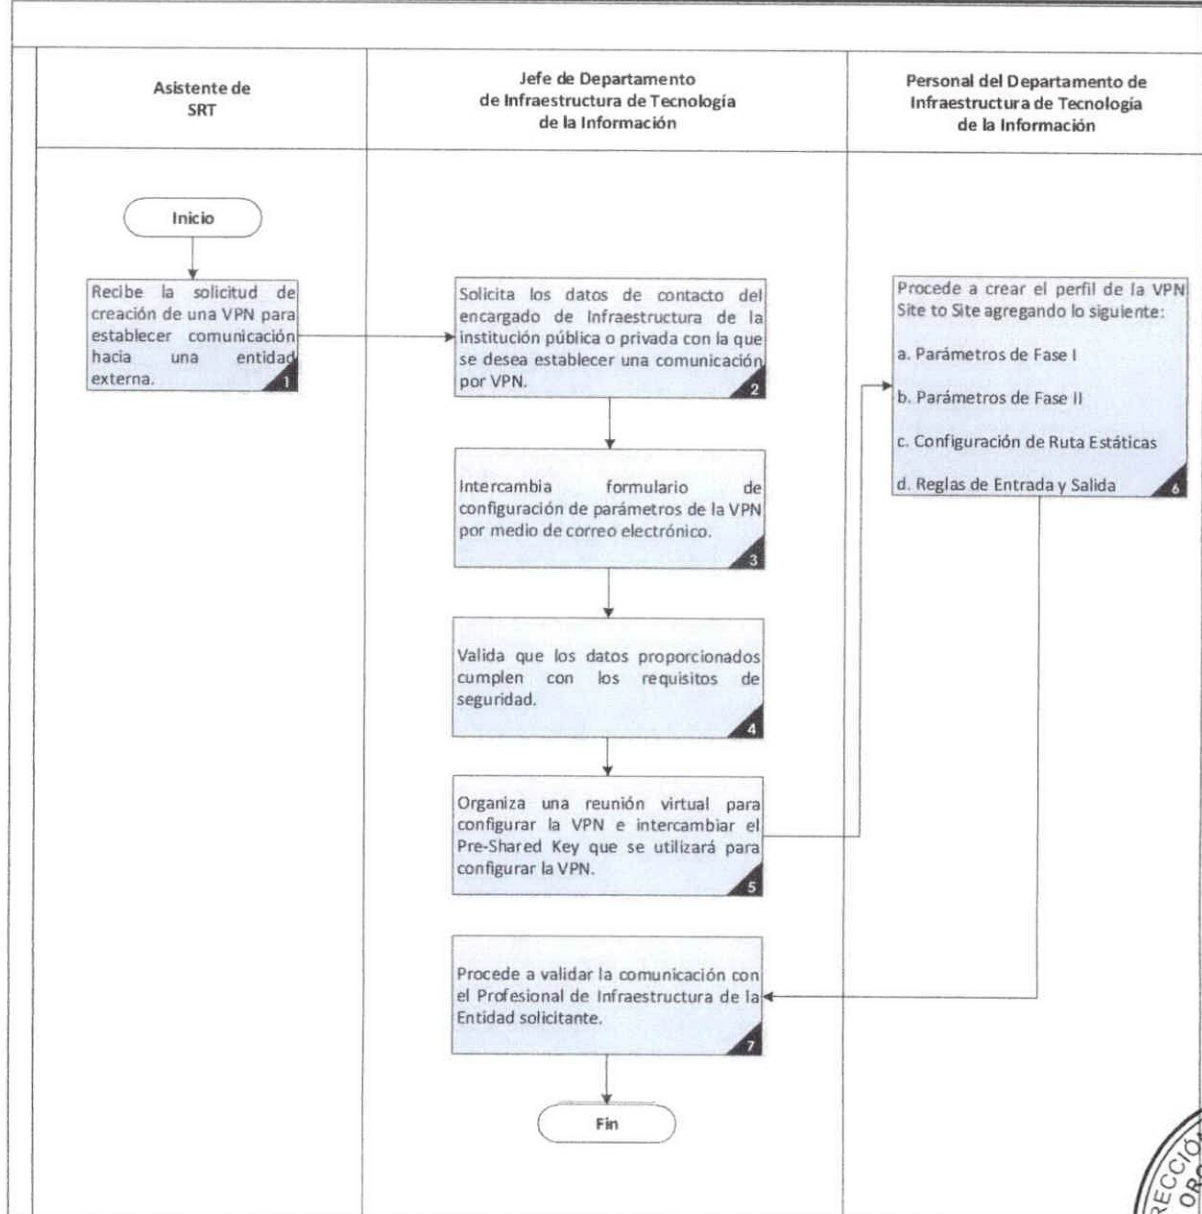 Asistente de
SRT
Jefe de Departamento
de Infraestructura de Tecnología
de la Información
Personal del Departamento de
Infraestructura de Tecnología
de la Información
Inicio
Recibe la solicitud de
creación de una VPN para
establecer comunicación
hacia una entidad
externa.
1
Solicita los datos de contacto del
encargado de Infraestructura de la
institución pública o privada con la que
se desea establecer una comunicación
por VPN.
2
Intercambia formulario de
configuración de parámetros de la VPN
por medio de correo electrónico.
3
Valida que los datos proporcionados
cumplen con los requisitos de
seguridad.
4
Organiza una reunión virtual para
configurar la VPN e intercambiar el
Pre-Shared Key que se utilizará para
configurar la VPN.
5
Procede a crear el perfil de la VPN
Site to Site agregando lo siguiente:
a. Parámetros de Fase I
b. Parámetros de Fase II
c. Configuración de Ruta Estáticas
d. Reglas de Entrada y Salida
6
Procede a validar la comunicación con
el Profesional de Infraestructura de la
Entidad solicitante.
7
Fin